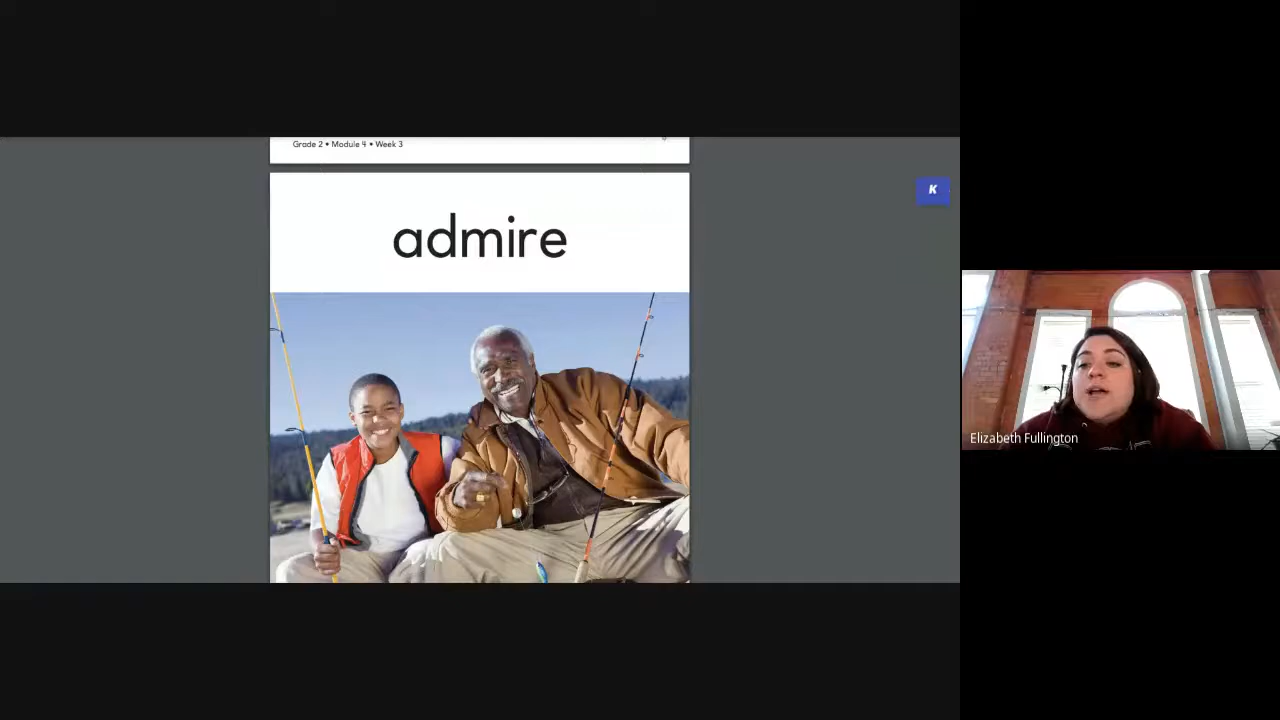 Grade 2 • Module 4 • Week 3
admire
K
Elizabeth Fullington